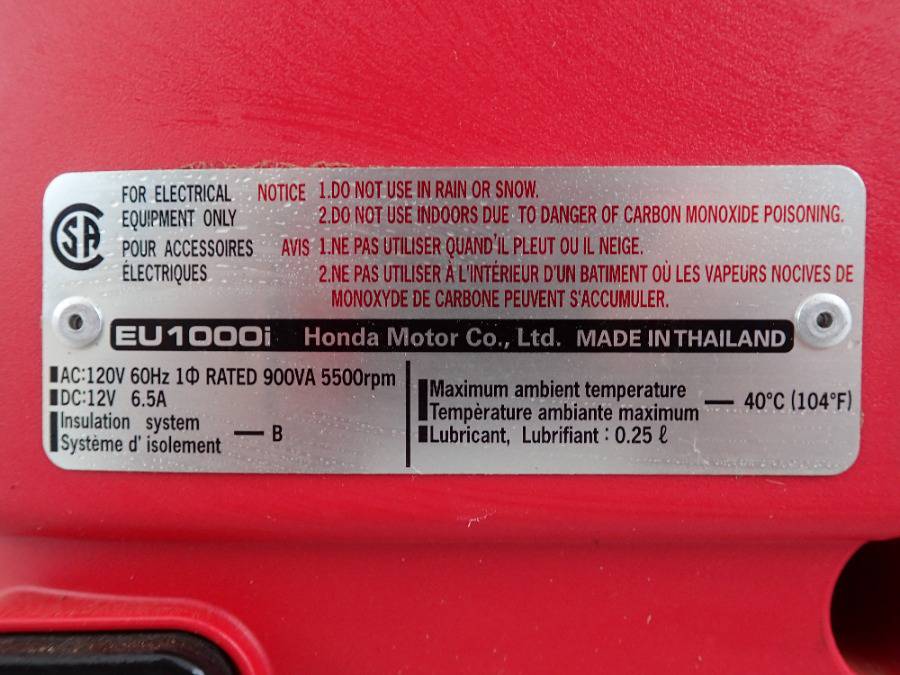 FOR ELECTRICAL NOTICE 1.DO NOT USE IN RAIN OR SNOW.
EQUIPMENT ONLY 2.DO NOT USE INDOORS DUE TO DANGER OF CARBON MONOXIDE POISONING.
SA
POUR ACCESSOIRES AVIS 1.NE PAS UTILISER QUAND'IL PLEUT OU IL NEIGE.
ÉLECTRIQUES 2.NE PAS UTILISER À L'INTÉRIEUR D'UN BATIMENT OÙ LES VAPEURS NOCIVES DE
MONOXYDE DE CARBONE PEUVENT S'ACCUMULER.
EU1000i Honda Motor Co., Ltd. MADE IN THAILAND
AC:120V 60Hz 1Φ RATED 900VA 5500rpm
DC:12V 6.5A
Insulation system
Système d'isolement — B
Maximum ambient temperature
Tempèrature ambiante maximum — 40°C (104°F)
Lubricant, Lubrifiant : 0.25 ℓ